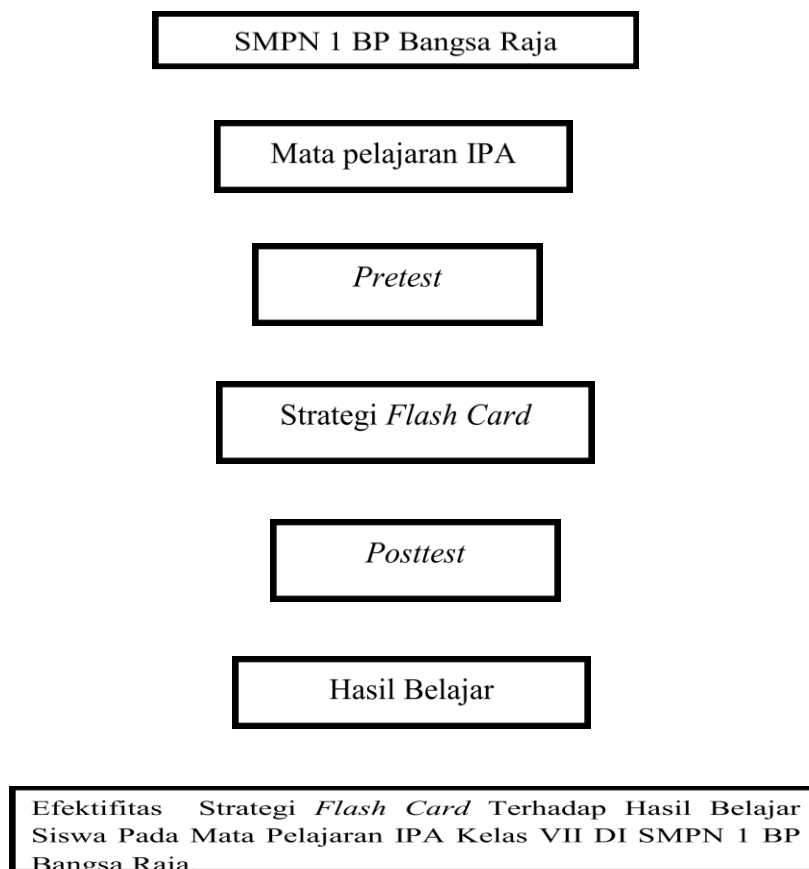 SMPN 1 BP Bangsa Raja
Mata pelajaran IPA
Pretest
Strategi Flash Card
Posttest
Hasil Belajar
Efektifitas Strategi Flash Card Terhadap Hasil Belajar
Siswa Pada Mata Pelajaran IPA Kelas VII DI SMPN 1 BP
Bangsa Raja.